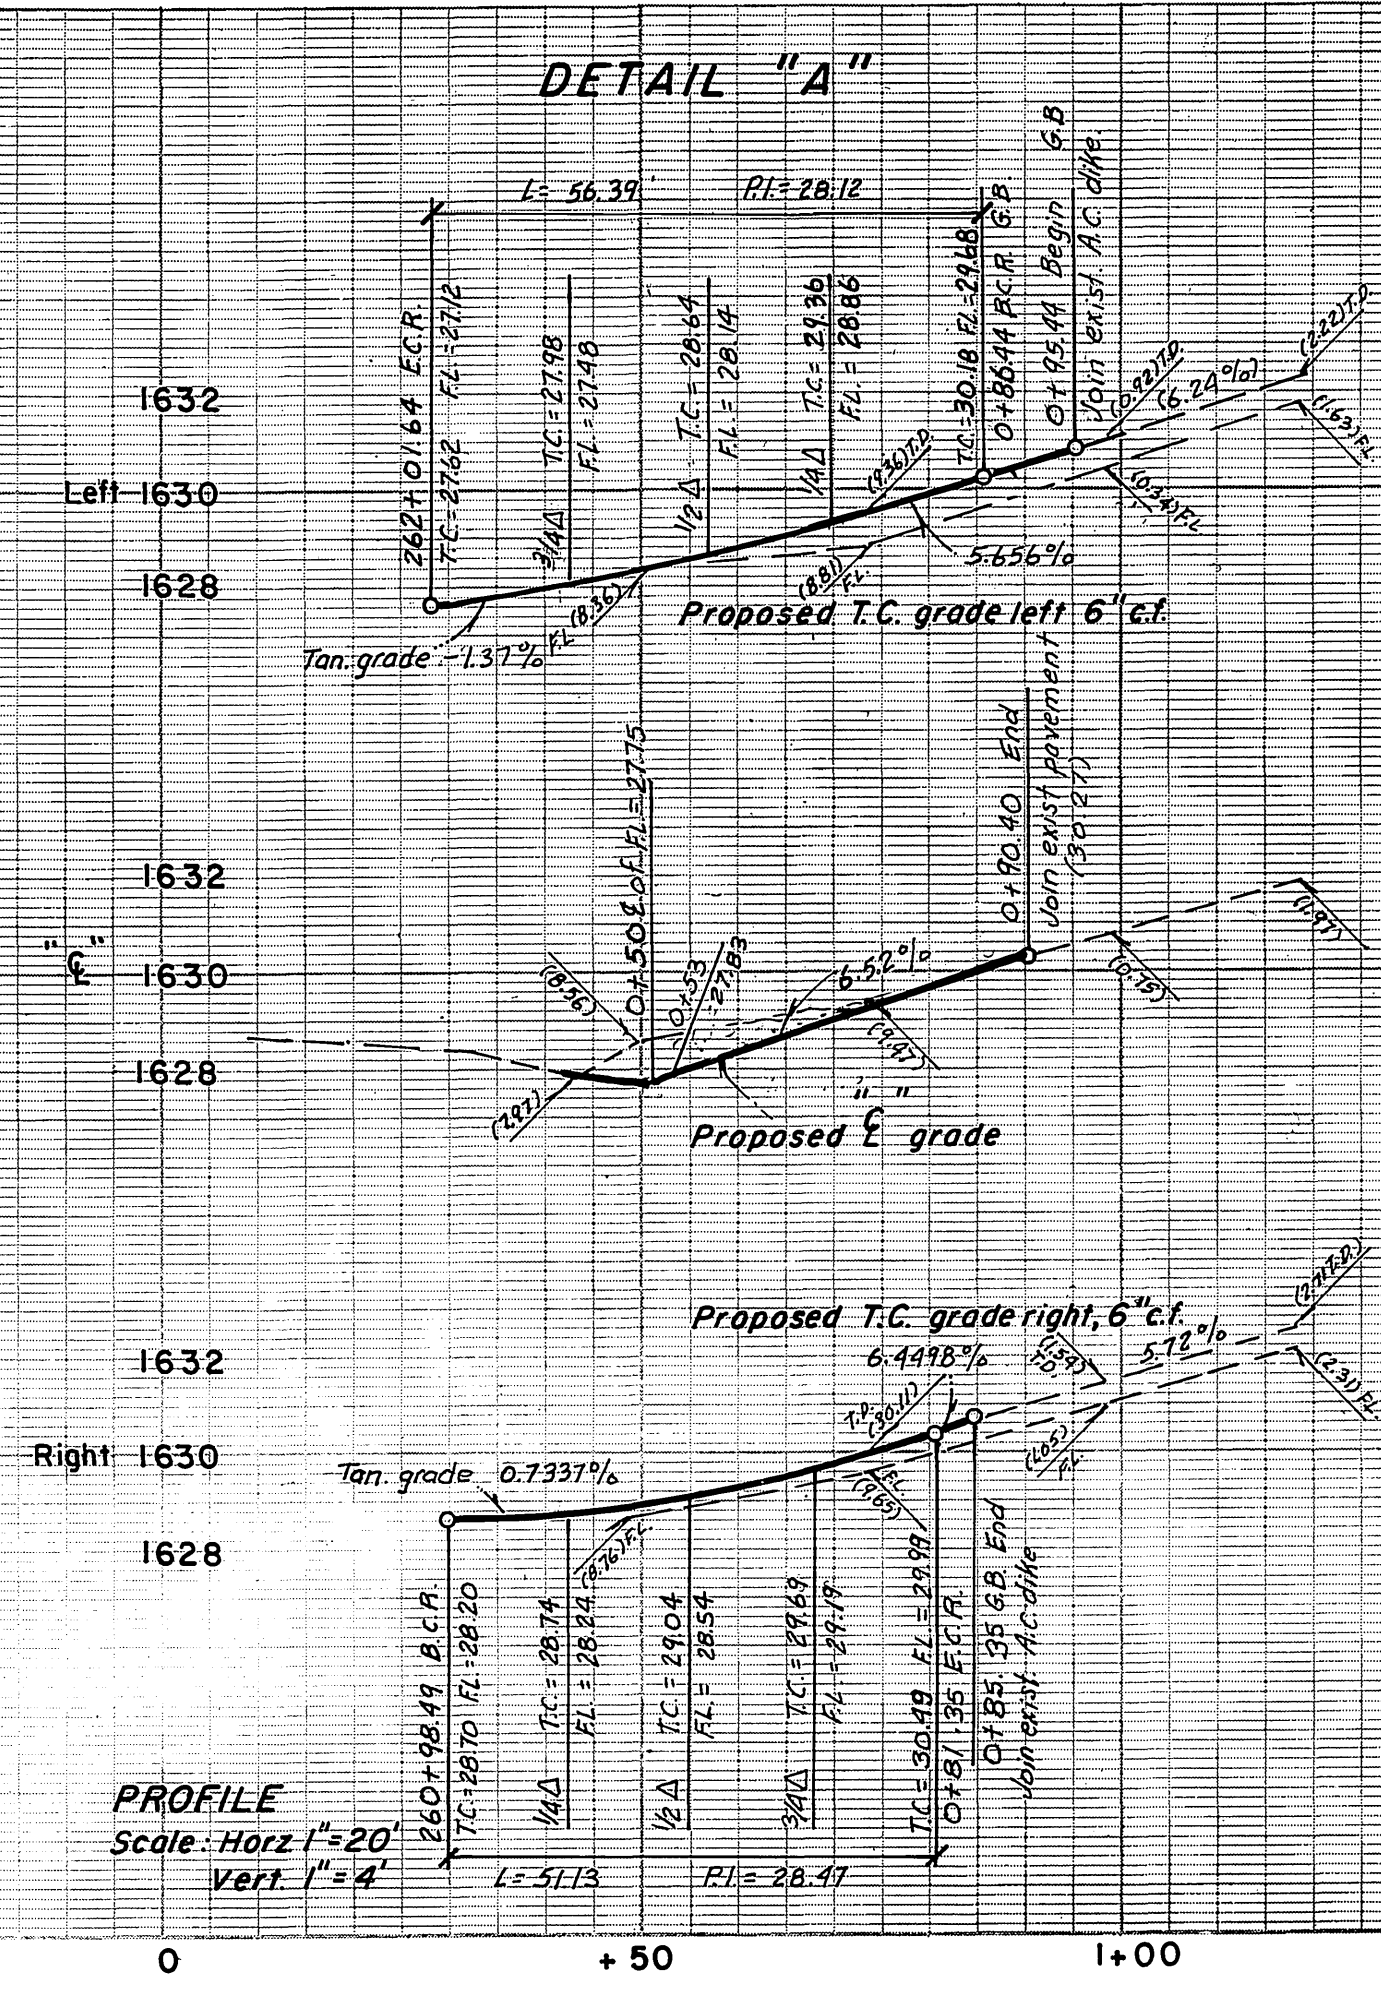 DETAIL "A"
L= 56.39 P.I.= 28.12
262+01.64 E.C.R.
T.C.=27.62 F.L.=27.12
3/4Δ T.C.=27.98
F.L.=27.48
1/2 Δ T.C.=28.64
F.L.= 28.14
1/4Δ T.C.=29.36
F.L.= 28.86
T.C.=30.18 F.L.=29.68
0+86.44 B.C.R. G.B.
0+95.44 Begin G.B
Join exist. A.C. dike.
(9.36)T.D.
(0.92)T.D.
(6.24%)
(2.22)T.D.
(1.63)F.L.
(0.34)F.L.
5.656%
(8.81)
F.L.
(8.36)
F.L
1632
Left 1630
1628
Tan. grade -1.37%
Proposed T.C. grade left 6" c.f.
0+50 ℄ of F.L.=27.75
0+53
27.83
0+90.40 End
Join exist pavement
(30.27)
(8.56)
6.52%
(9.47)
(0.75)
(1.97)
(7.97)
1632
"℄" 1630
1628
Proposed "℄" grade
Proposed T.C. grade right, 6" c.f.
6.4498%
(1.54)
T.D.
5.72%
(2.71T.D.)
(2.31)F.L.
(1.05)
F.L.
T.D.
(30.11)
F.L.
(9.65)
(8.76)F.L.
1632
Right 1630
1628
Tan. grade 0.7337%
260+98.49 B.C.R.
T.C.=28.70 F.L.=28.20
1/4Δ T.C.= 28.74
F.L.= 28.24
1/2 Δ T.C.= 29.04
F.L.= 28.54
3/4Δ T.C.= 29.69
F.L.= 29.19
T.C.= 30.49 F.L.= 29.99
0+81.35 E.C.R.
0+85.35 G.B. End
Join exist. A.C. dike
L= 51.13 P.I.= 28.47
PROFILE
Scale: Horz 1"=20'
Vert. 1"=4'
0 +50 1+00